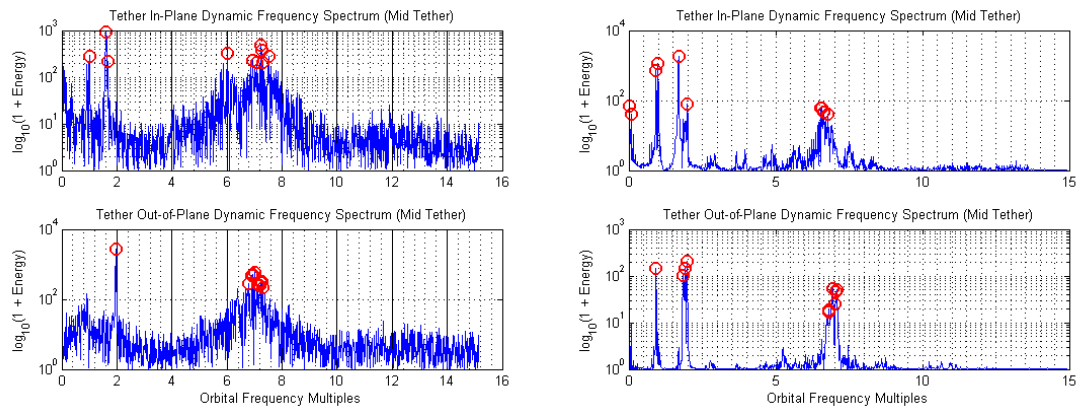 Tether In-Plane Dynamic Frequency Spectrum (Mid Tether)
log10(1 + Energy)
10^3
10^2
10^1
10^0
0 2 4 6 8 10 12 14 16
Tether In-Plane Dynamic Frequency Spectrum (Mid Tether)
log10(1 + Energy)
10^4
10^2
10^0
0 5 10 15
Tether Out-of-Plane Dynamic Frequency Spectrum (Mid Tether)
log10(1 + Energy)
10^4
10^2
10^0
0 2 4 6 8 10 12 14 16
Orbital Frequency Multiples
Tether Out-of-Plane Dynamic Frequency Spectrum (Mid Tether)
log10(1 + Energy)
10^3
10^2
10^1
10^0
0 5 10 15
Orbital Frequency Multiples